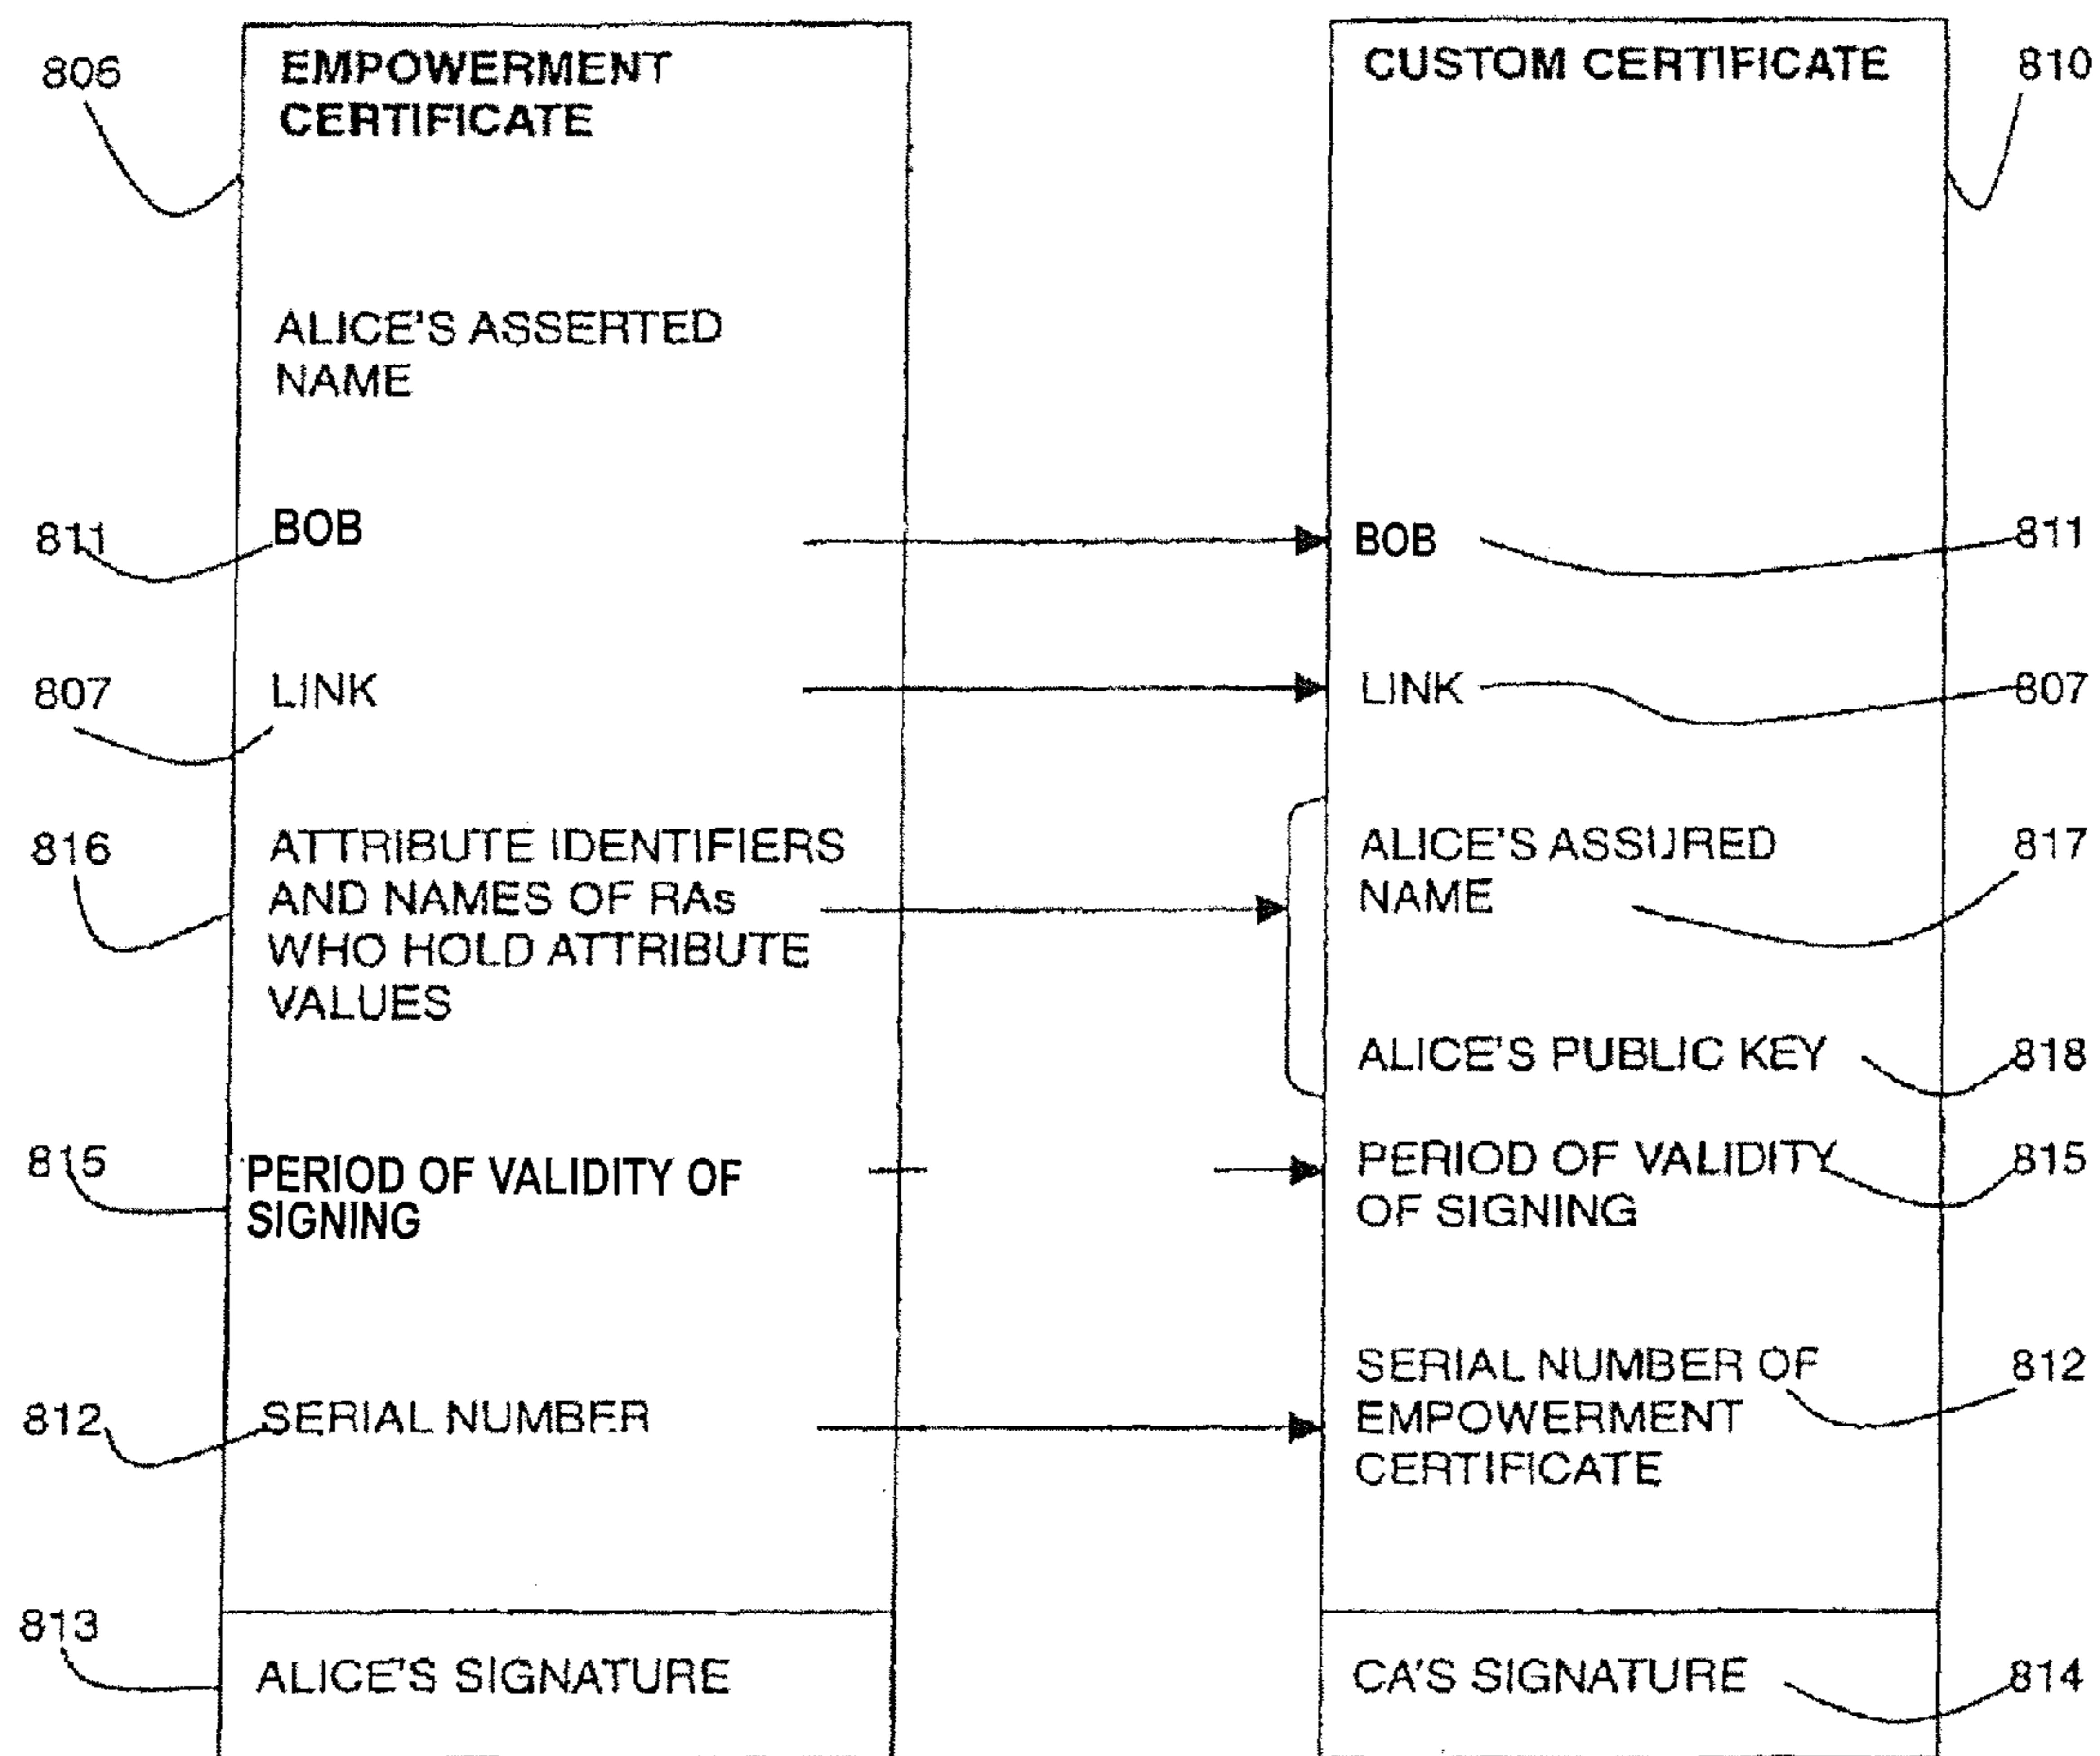 806
EMPOWERMENT
CERTIFICATE
ALICE'S ASSERTED
NAME
811
BOB
807
LINK
816
ATTRIBUTE IDENTIFIERS
AND NAMES OF RAs
WHO HOLD ATTRIBUTE
VALUES
815
PERIOD OF VALIDITY OF
SIGNING
812
SERIAL NUMBER
813
ALICE'S SIGNATURE
CUSTOM CERTIFICATE
810
BOB
811
LINK
807
ALICE'S ASSURED
NAME
817
ALICE'S PUBLIC KEY
818
PERIOD OF VALIDITY
OF SIGNING
815
SERIAL NUMBER OF
EMPOWERMENT
CERTIFICATE
812
CA'S SIGNATURE
814